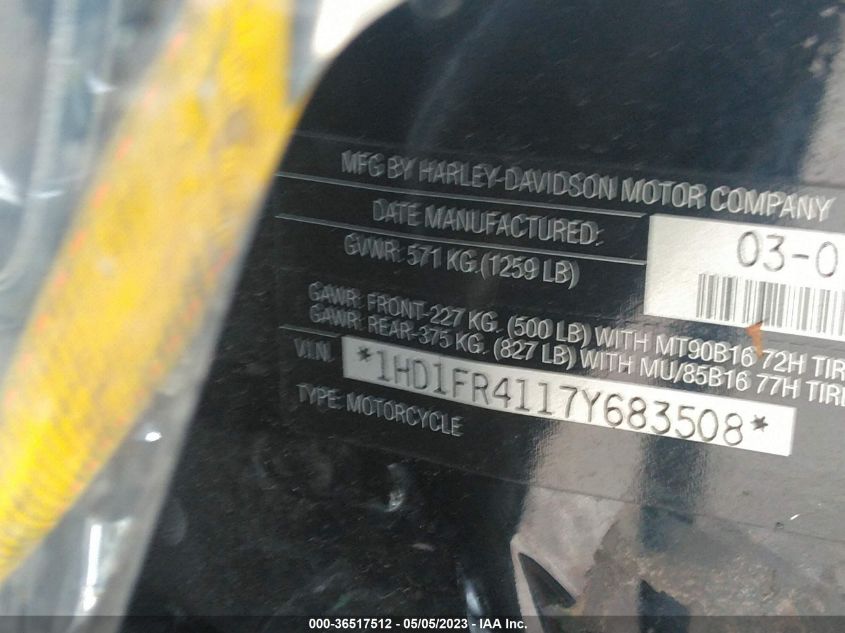 MFG BY HARLEY-DAVIDSON MOTOR COMPANY
DATE MANUFACTURED: 03-0
GVWR: 571 KG. (1259 LB)
GAWR: FRONT-227 KG. (500 LB) WITH MT90B16 72H TIR
GAWR: REAR-375 KG. (827 LB) WITH MU/85B16 77H TIR
V.I.N. *1HD1FR4117Y683508*
TYPE: MOTORCYCLE
000-36517512 — 05/05/2023 — IAA Inc.